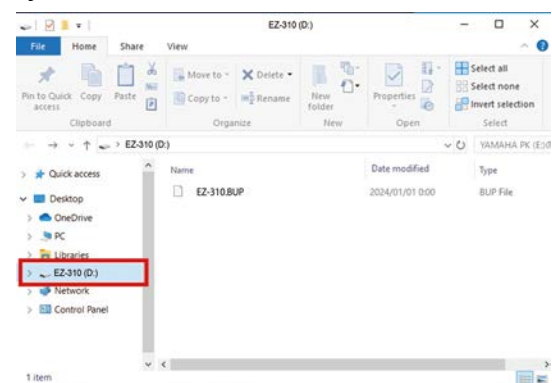 EZ-310 (D:)
File Home Share View
Pin to Quick access
Copy
Paste
Clipboard
Move to
Copy to
Delete
Rename
Organize
New folder
New
Properties
Open
Select all
Select none
Invert selection
Select
EZ-310 (D:)
YAMAHA PK (E:)
Quick access
Desktop
OneDrive
PC
Libraries
EZ-310 (D:)
Network
Control Panel
Name Date modified Type
EZ-310.BUP 2024/01/01 0:00 BUP File
1 item